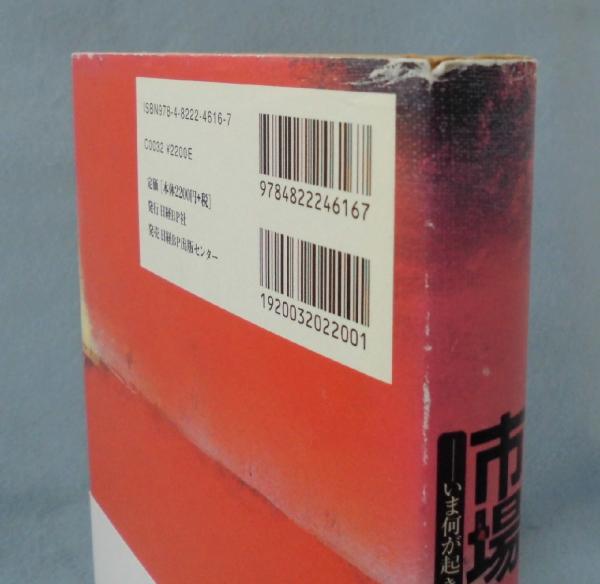 ISBN978-4-8222-4616-7
C0032 ¥2200E
定価[本体2200円+税]
発行 日経BP社
発売 日経BP出版センター
9784822246167
1920032022001
市場
──いま何が起き